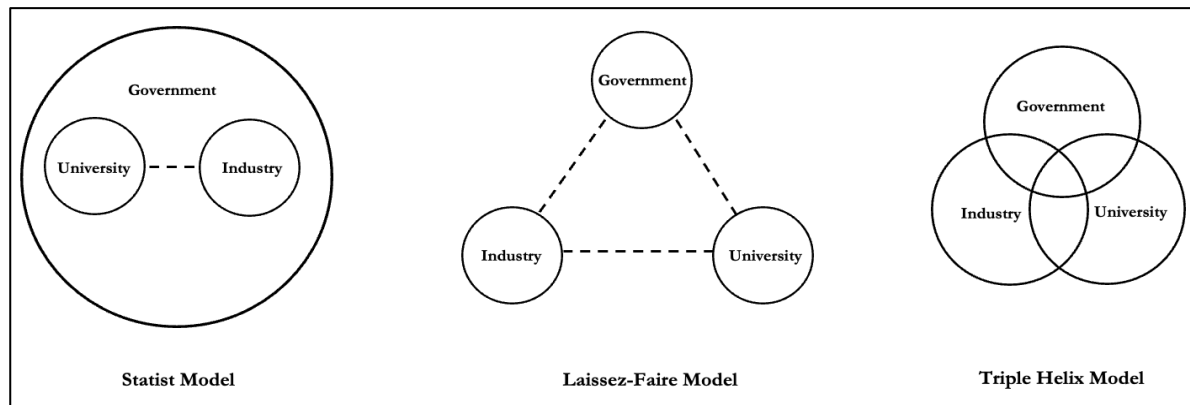 Government
University
Industry
Statist Model
Government
Industry
University
Laissez-Faire Model
Government
Industry
University
Triple Helix Model